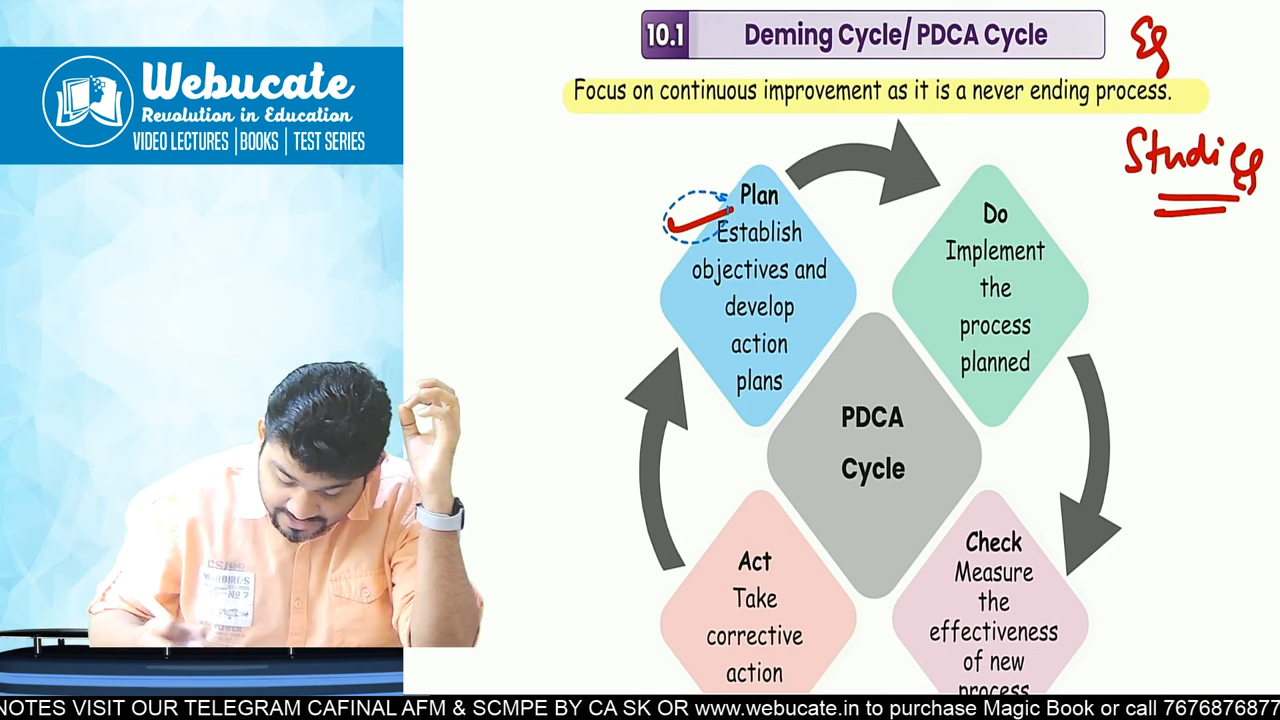 Webucate
Revolution in Education
VIDEO LECTURES | BOOKS | TEST SERIES
10.1 Deming Cycle/ PDCA Cycle
Eg
Focus on continuous improvement as it is a never ending process.
Studies
Plan
Establish
objectives and
develop
action
plans
Do
Implement
the
process
planned
PDCA
Cycle
Act
Take
corrective
action
Check
Measure
the
effectiveness
of new
process
NOTES VISIT OUR TELEGRAM CAFINAL AFM & SCMPE BY CA SK OR www.webucate.in to purchase Magic Book or call 7676876877